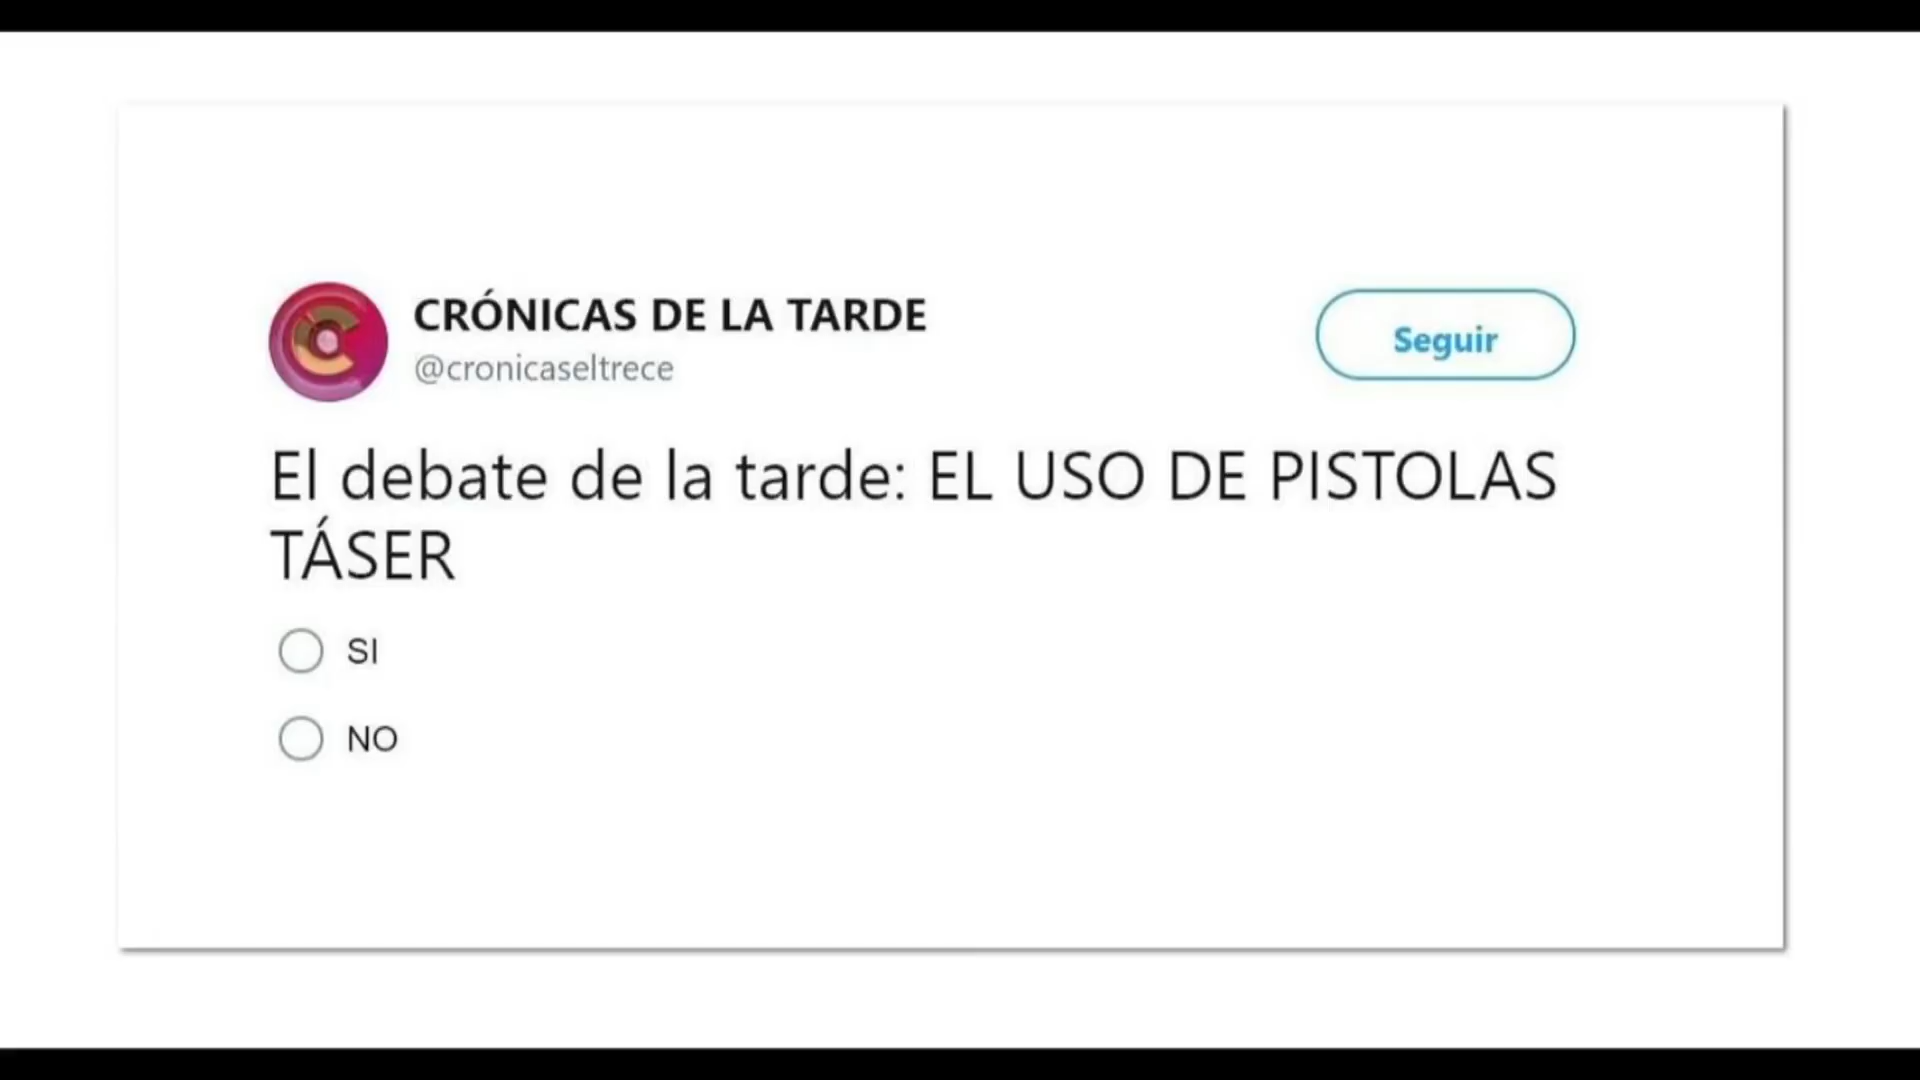 CRÓNICAS DE LA TARDE
@cronicaseltrece
Seguir
El debate de la tarde: EL USO DE PISTOLAS
TÁSER
SI
NO